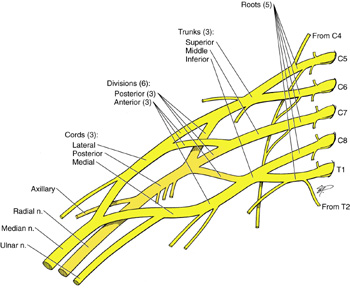 Roots (5)
From C4
Trunks (3):
Superior
Middle
Inferior
C5
C6
Divisions (6):
Posterior (3)
Anterior (3)
C7
Cords (3):
Lateral
Posterior
Medial
C8
T1
Axillary
From T2
Radial n.
Median n.
Ulnar n.